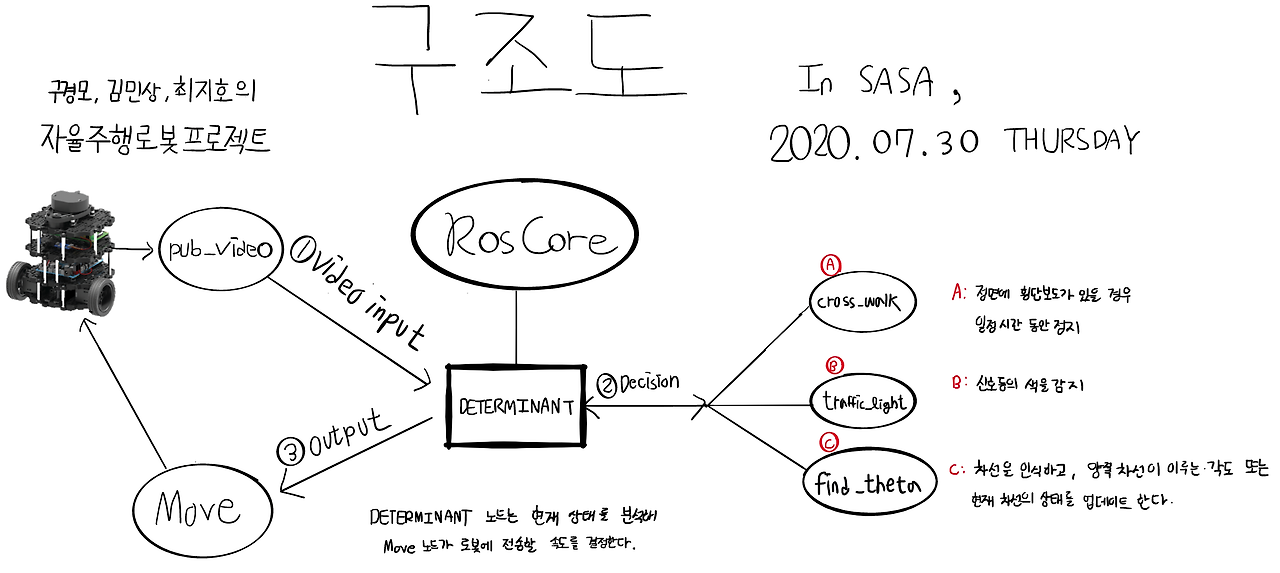 구조도
구경모, 김민상, 최지호의
자율주행로봇프로젝트
In SASA,
2020.07.30 THURSDAY
pub_video
①video input
RosCore
DETERMINANT
②Decision
③output
Move
Ⓐ
cross_walk
Ⓑ
traffic_light
Ⓒ
find_theta
A: 정면에 횡단보도가 있을 경우
일정시간 동안 정지
B: 신호등의 색을 감지
C: 차선을 인식하고, 양쪽 차선이 이루는 각도 또는
현재 차선의 상태를 업데이트 한다.
DETERMINANT 노드는 현재 상태를 분석해
Move 노드가 로봇에 전송할 속도를 결정한다.